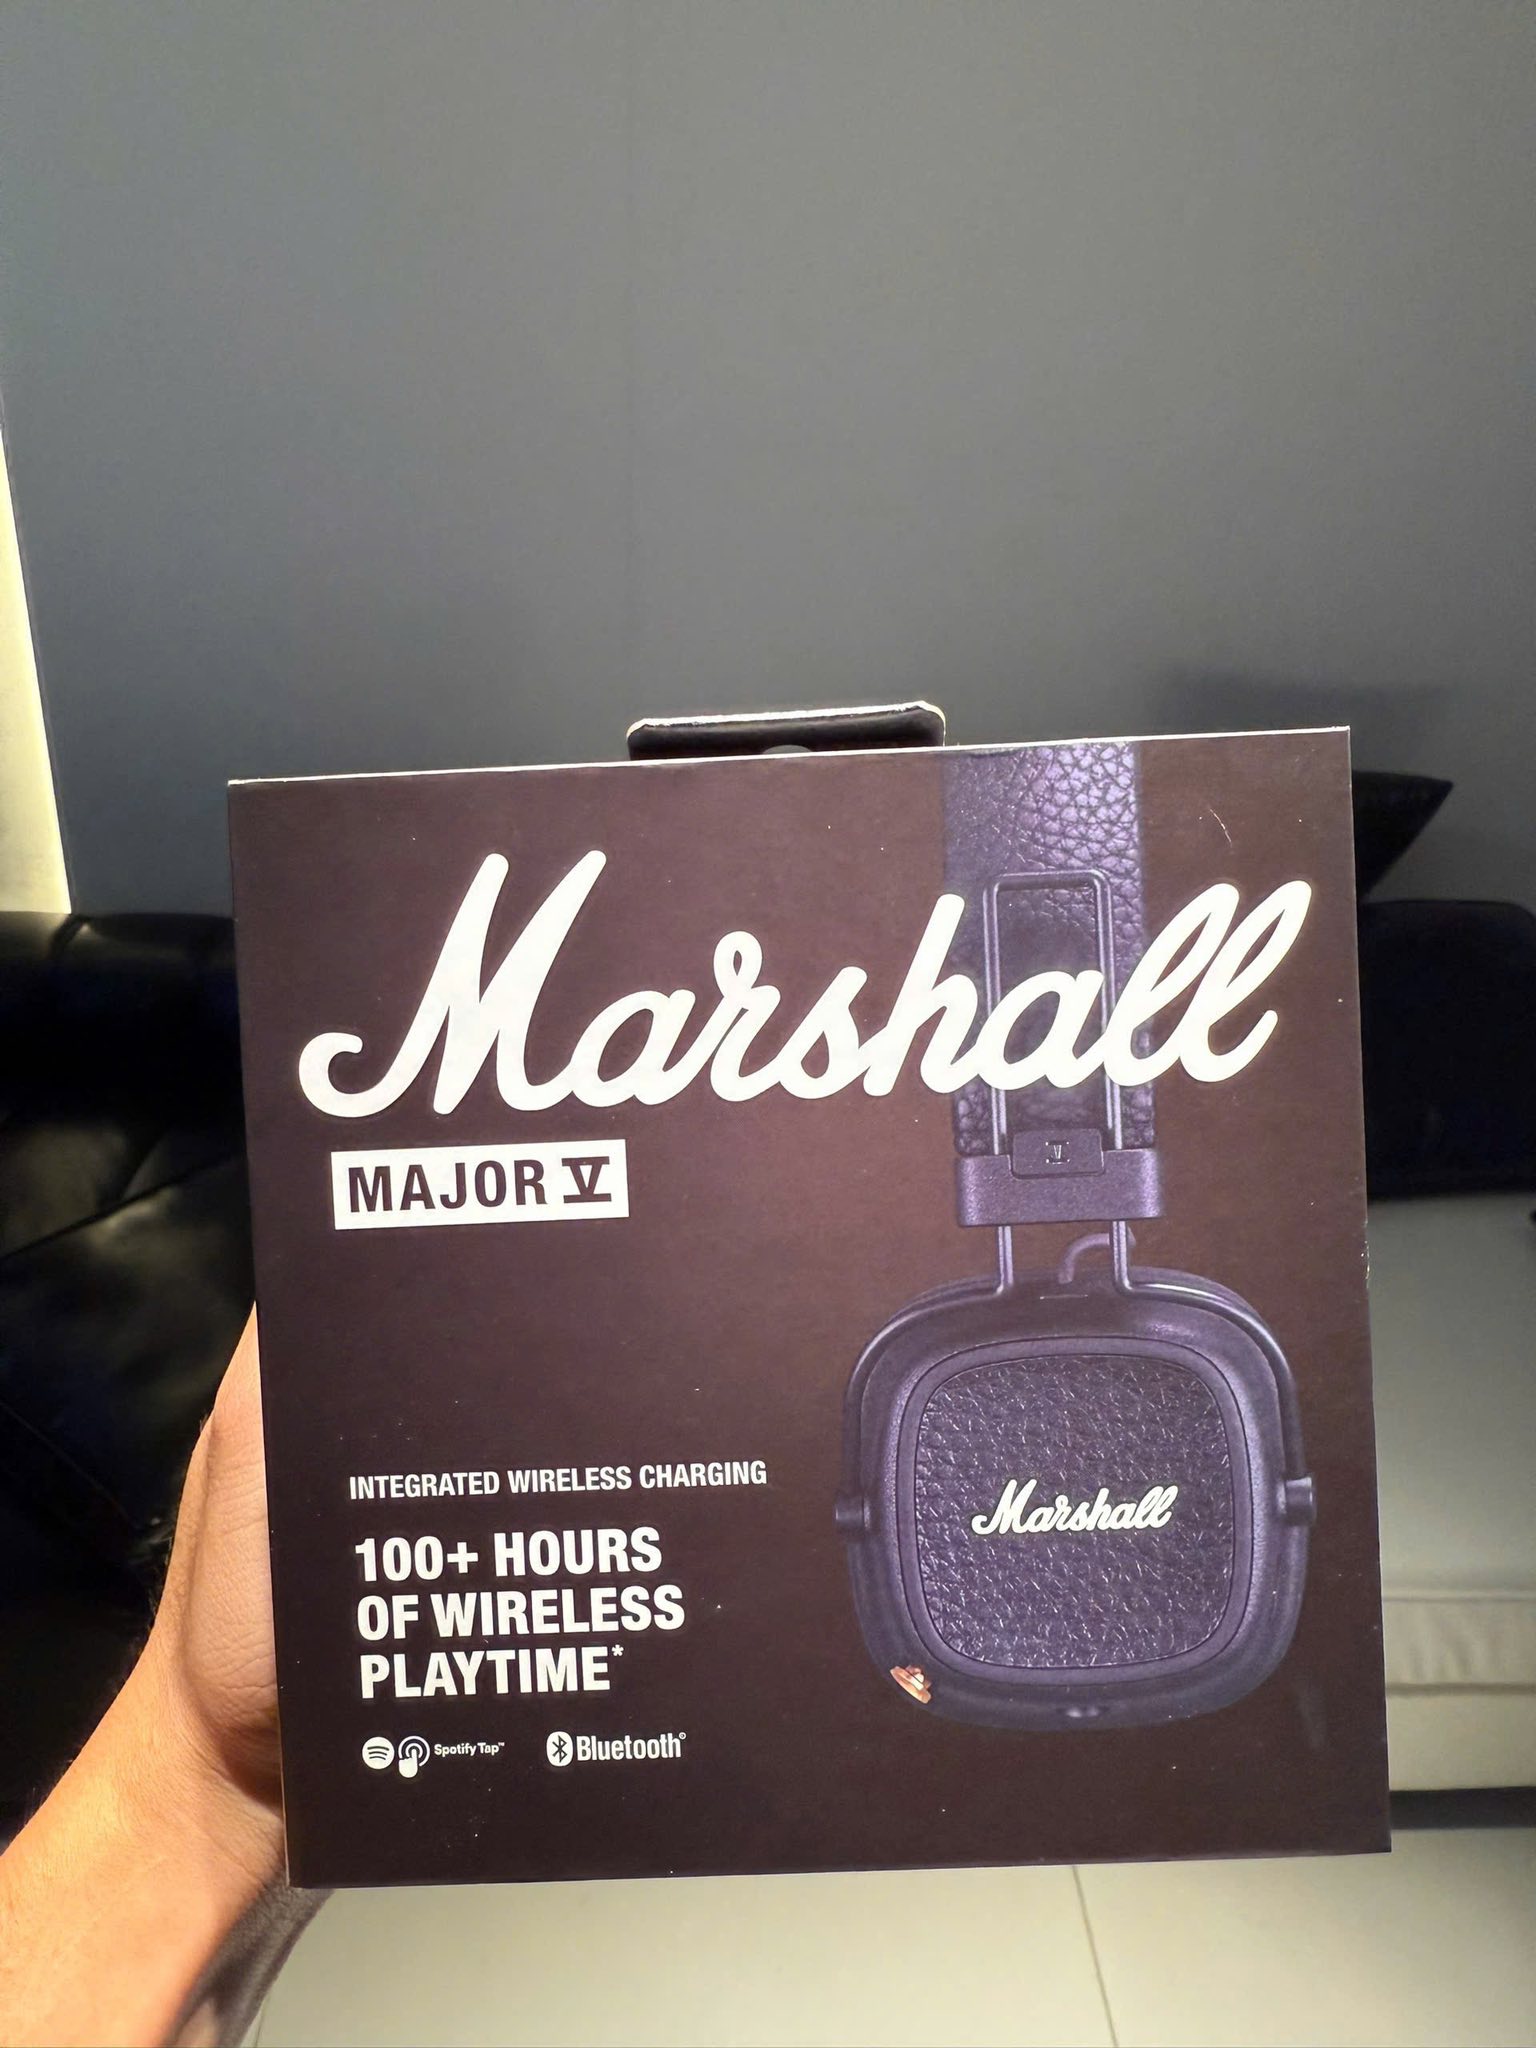 Marshall
MAJOR V
V
INTEGRATED WIRELESS CHARGING
Marshall
100+ HOURS
OF WIRELESS
PLAYTIME*
Spotify Tap™
Bluetooth®